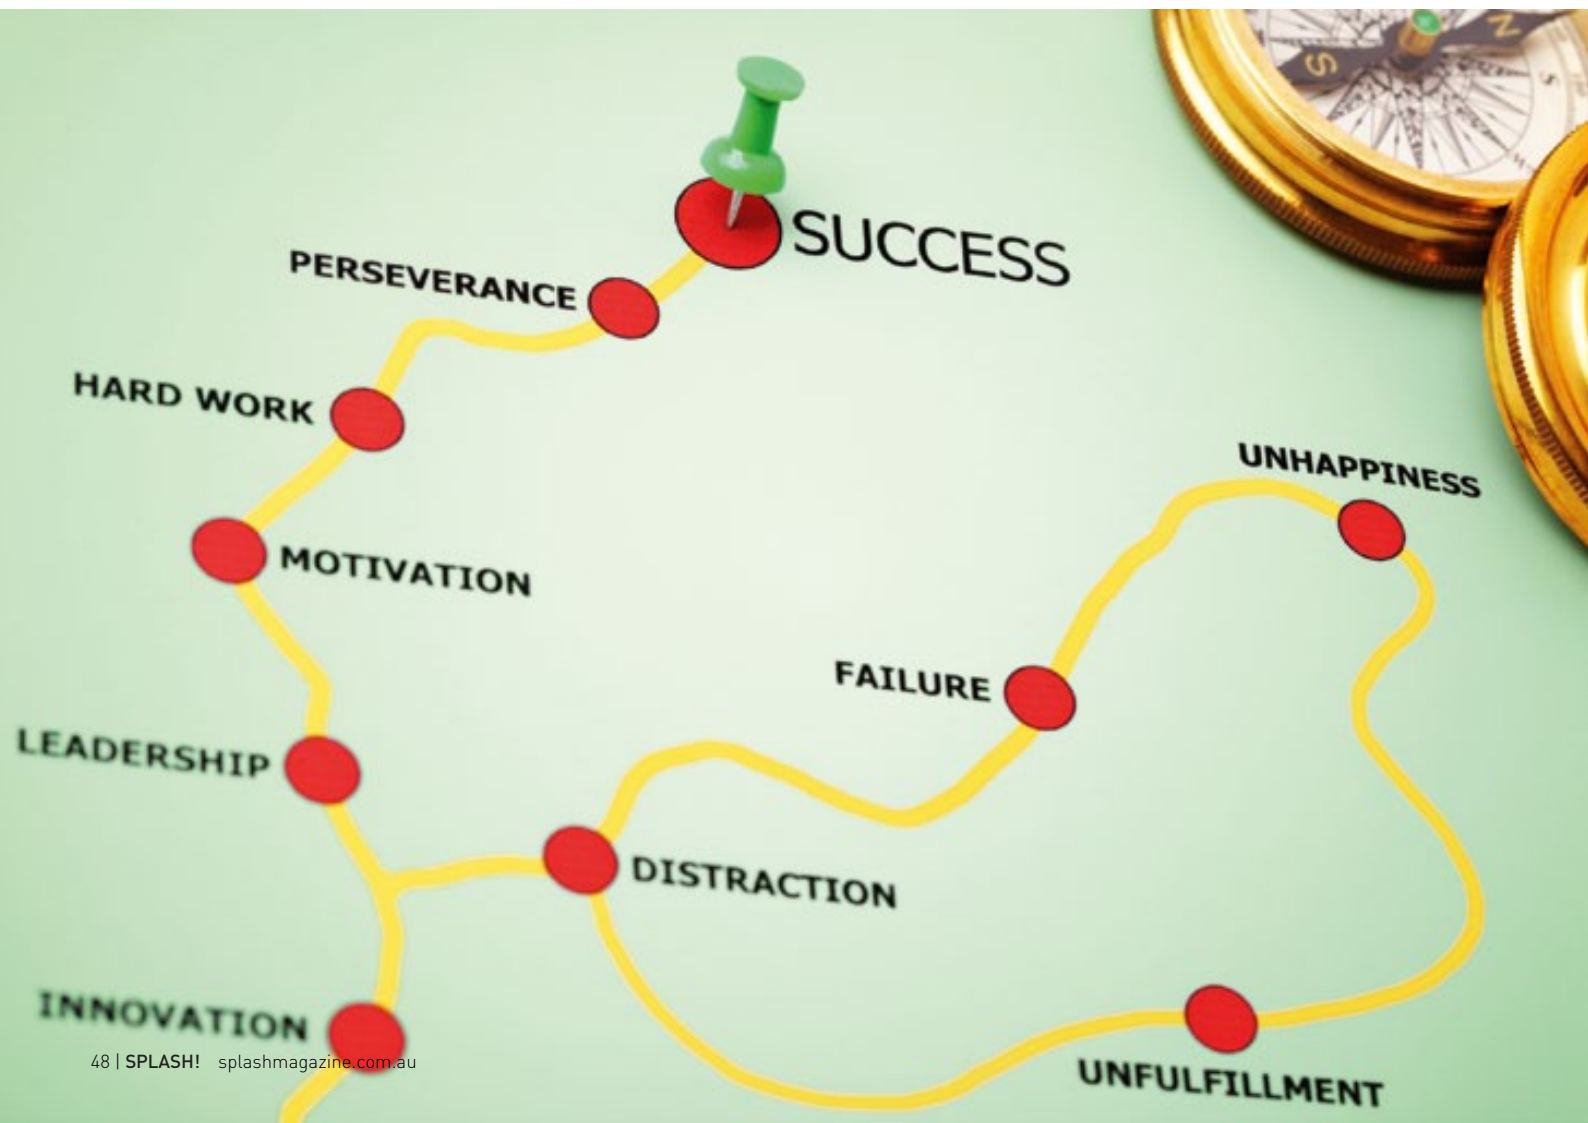 SUCCESS
PERSEVERANCE
HARD WORK
UNHAPPINESS
MOTIVATION
FAILURE
LEADERSHIP
DISTRACTION
INNOVATION
UNFULFILLMENT
48 | SPLASH! splashmagazine.com.au
N
S
S